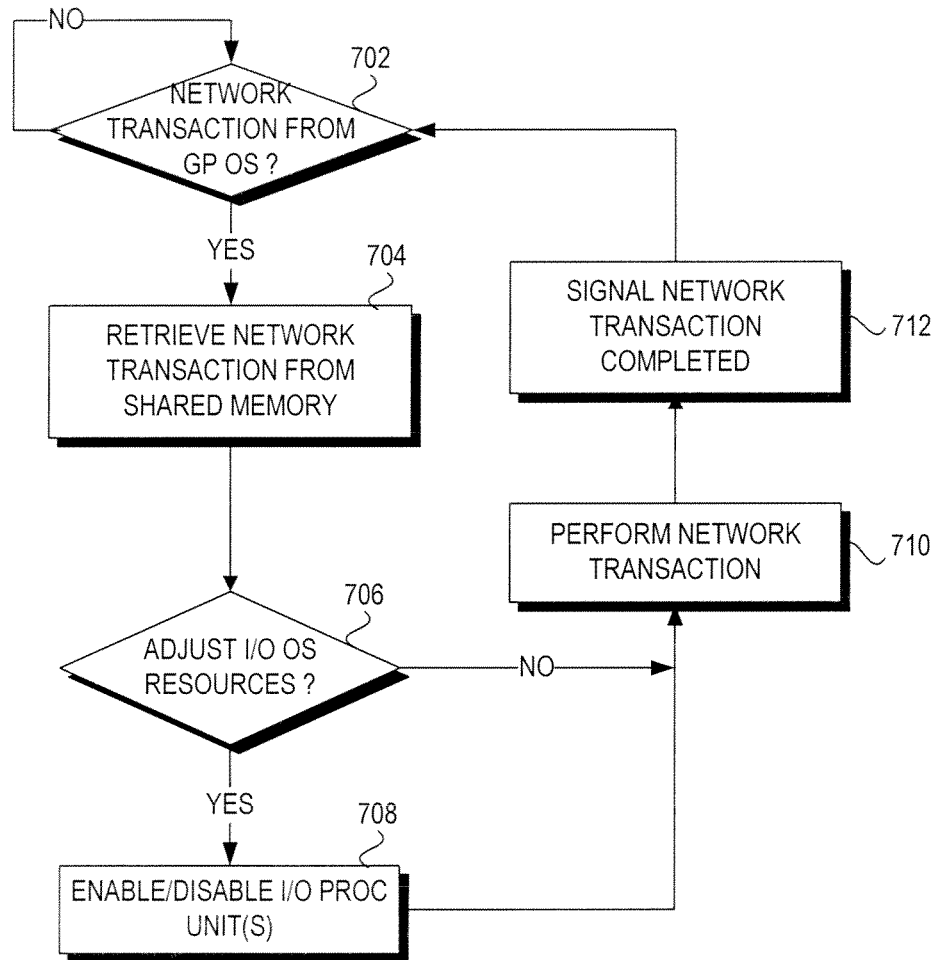 NO
702
NETWORK
TRANSACTION FROM
GP OS ?
YES
704
RETRIEVE NETWORK
TRANSACTION FROM
SHARED MEMORY
706
ADJUST I/O OS
RESOURCES ?
NO
YES
708
ENABLE/DISABLE I/O PROC
UNIT(S)
PERFORM NETWORK
TRANSACTION
710
SIGNAL NETWORK
TRANSACTION
COMPLETED
712